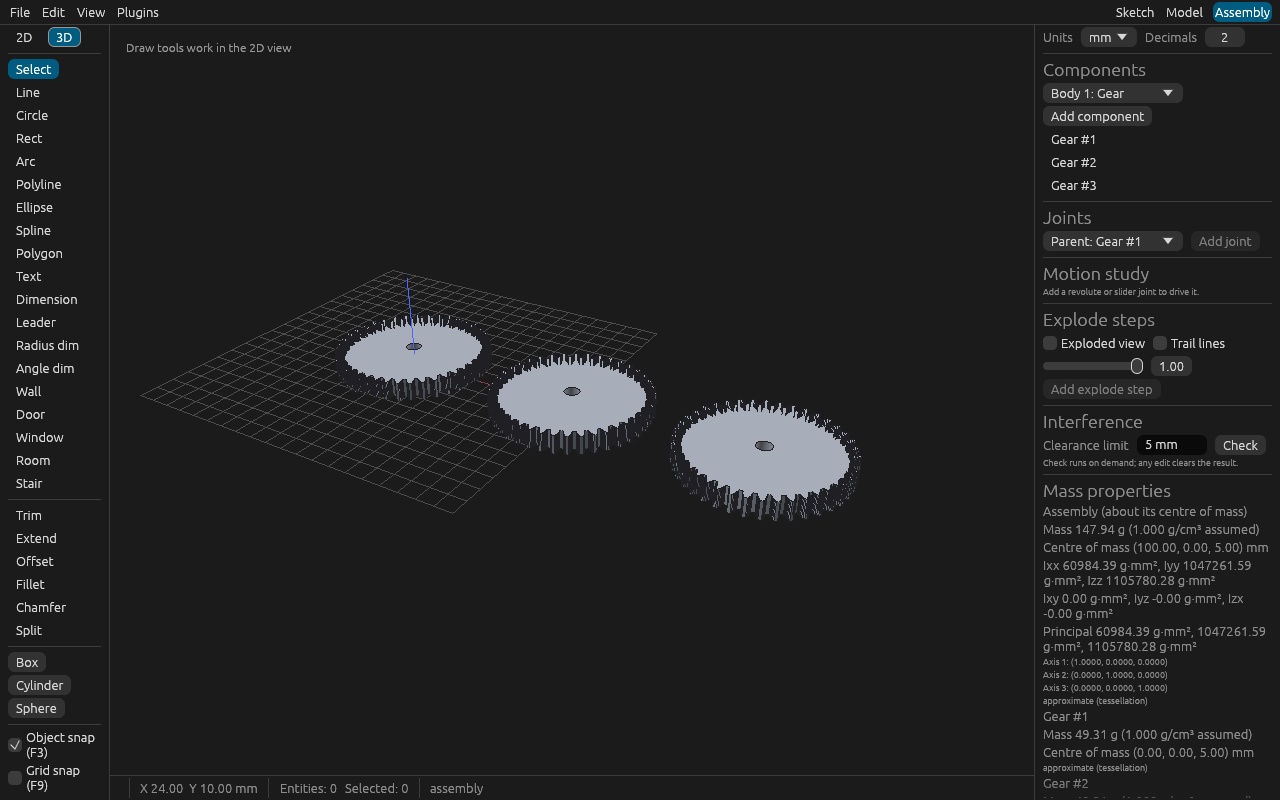 File Edit View Plugins
Sketch Model Assembly
2D 3D
Select
Line
Circle
Rect
Arc
Polyline
Ellipse
Spline
Polygon
Text
Dimension
Leader
Radius dim
Angle dim
Wall
Door
Window
Room
Stair
Trim
Extend
Offset
Fillet
Chamfer
Split
Box
Cylinder
Sphere
Object snap
(F3)
Grid snap
(F9)
Draw tools work in the 2D view
X 24.00 Y 10.00 mm Entities: 0 Selected: 0 assembly
Units mm Decimals 2
Components
Body 1: Gear
Add component
Gear #1
Gear #2
Gear #3
Joints
Parent: Gear #1 Add joint
Motion study
Add a revolute or slider joint to drive it.
Explode steps
Exploded view Trail lines
1.00
Add explode step
Interference
Clearance limit 5 mm Check
Check runs on demand; any edit clears the result.
Mass properties
Assembly (about its centre of mass)
Mass 147.94 g (1.000 g/cm³ assumed)
Centre of mass (100.00, 0.00, 5.00) mm
Ixx 60984.39 g·mm², Iyy 1047261.59
g·mm², Izz 1105780.28 g·mm²
Ixy 0.00 g·mm², Iyz -0.00 g·mm², Izx
-0.00 g·mm²
Principal 60984.39 g·mm², 1047261.59
g·mm², 1105780.28 g·mm²
Axis 1: (1.0000, 0.0000, 0.0000)
Axis 2: (0.0000, 1.0000, 0.0000)
Axis 3: (0.0000, 0.0000, 1.0000)
approximate (tessellation)
Gear #1
Mass 49.31 g (1.000 g/cm³ assumed)
Centre of mass (0.00, 0.00, 5.00) mm
approximate (tessellation)
Gear #2